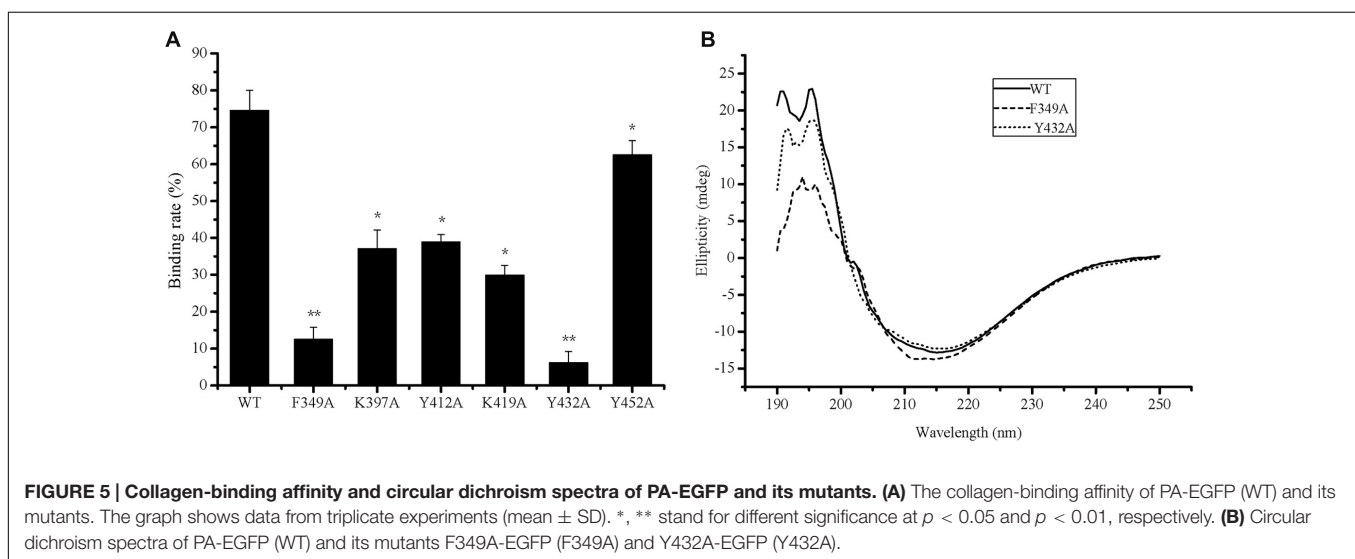 A
B
90
80
70
60
50
40
30
20
10
0
Binding rate (%)
**
*
*
*
**
*
WT F349A K397A Y412A K419A Y432A Y452A
25
20
15
10
5
0
-5
-10
-15
Ellipticity (mdeg)
WT
F349A
Y432A
190 200 210 220 230 240 250
Wavelength (nm)
FIGURE 5 | Collagen-binding affinity and circular dichroism spectra of PA-EGFP and its mutants. (A) The collagen-binding affinity of PA-EGFP (WT) and its
mutants. The graph shows data from triplicate experiments (mean ± SD). *, ** stand for different significance at p < 0.05 and p < 0.01, respectively. (B) Circular
dichroism spectra of PA-EGFP (WT) and its mutants F349A-EGFP (F349A) and Y432A-EGFP (Y432A).